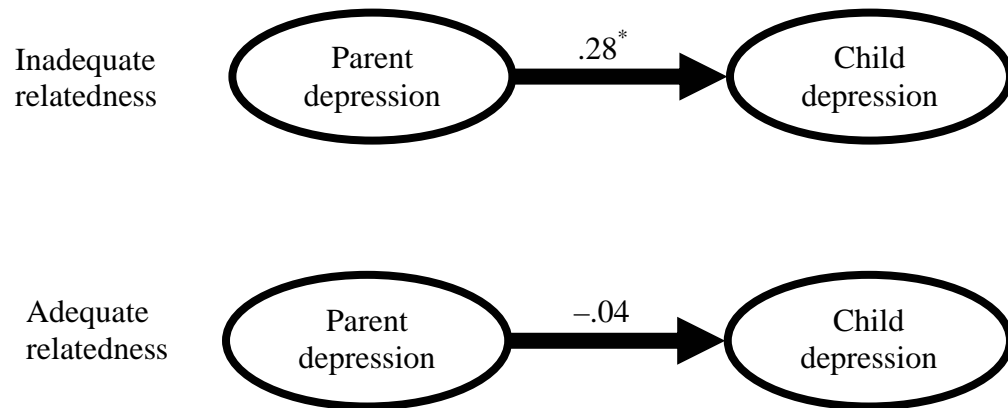 Inadequate
relatedness
Parent
depression
.28*
Child
depression
Adequate
relatedness
Parent
depression
–.04
Child
depression